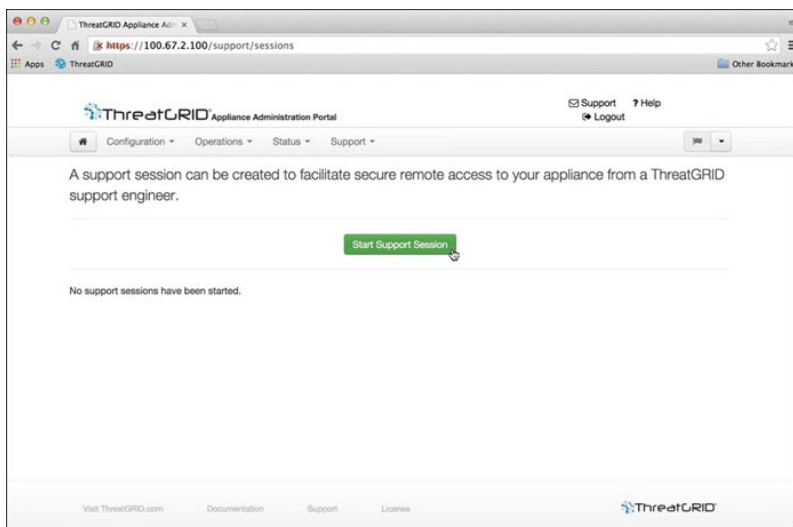 ThreatGRID Appliance Adm
https://100.67.2.100/support/sessions
Apps ThreatGRID Other Bookmark
ThreatGRID Appliance Administration Portal
Support ? Help
Logout
Configuration Operations Status Support
A support session can be created to facilitate secure remote access to your appliance from a ThreatGRID
support engineer.
Start Support Session
No support sessions have been started.
Visit ThreatGRID.com Documentation Support License ThreatGRID